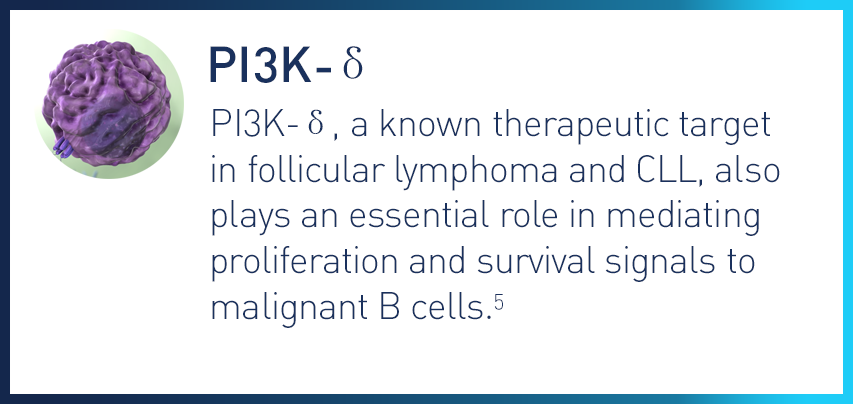 PI3K- δ
PI3K- δ , a known therapeutic target
in follicular lymphoma and CLL, also
plays an essential role in mediating
proliferation and survival signals to
malignant B cells.⁵